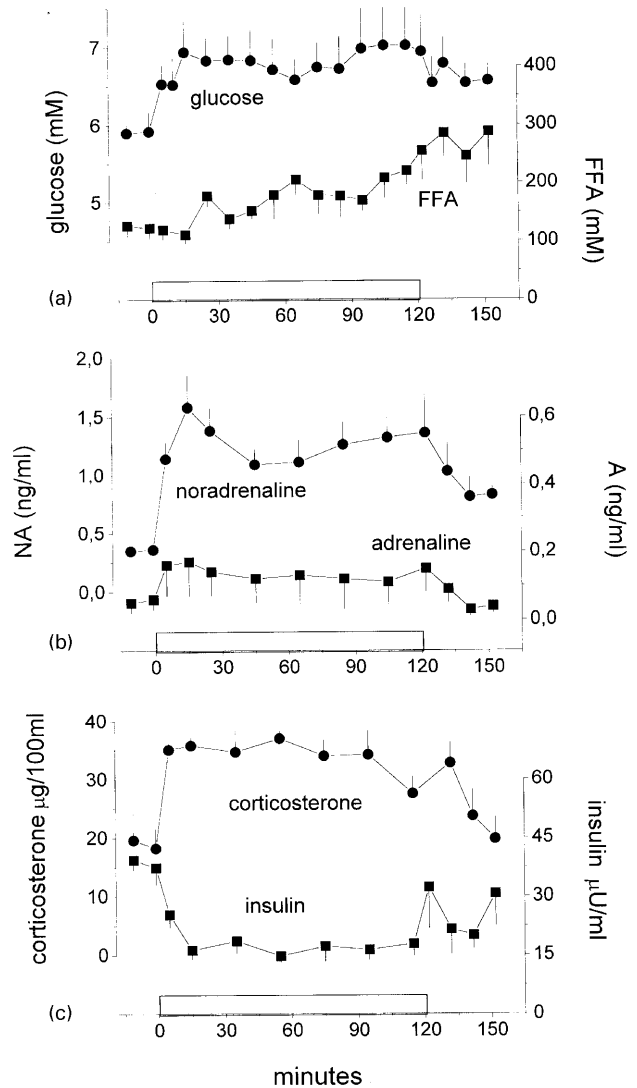 7
6
5
glucose (mM)
glucose
FFA
400
300
200
100
0
FFA (mM)
(a)
0 30 60 90 120 150
2,0
1,5
1,0
0,5
0,0
NA (ng/ml)
noradrenaline
adrenaline
0,6
0,4
0,2
0,0
A (ng/ml)
(b)
0 30 60 90 120 150
40
30
20
10
0
corticosterone µg/100ml
corticosterone
insulin
60
45
30
15
0
insulin µU/ml
(c)
0 30 60 90 120 150
minutes